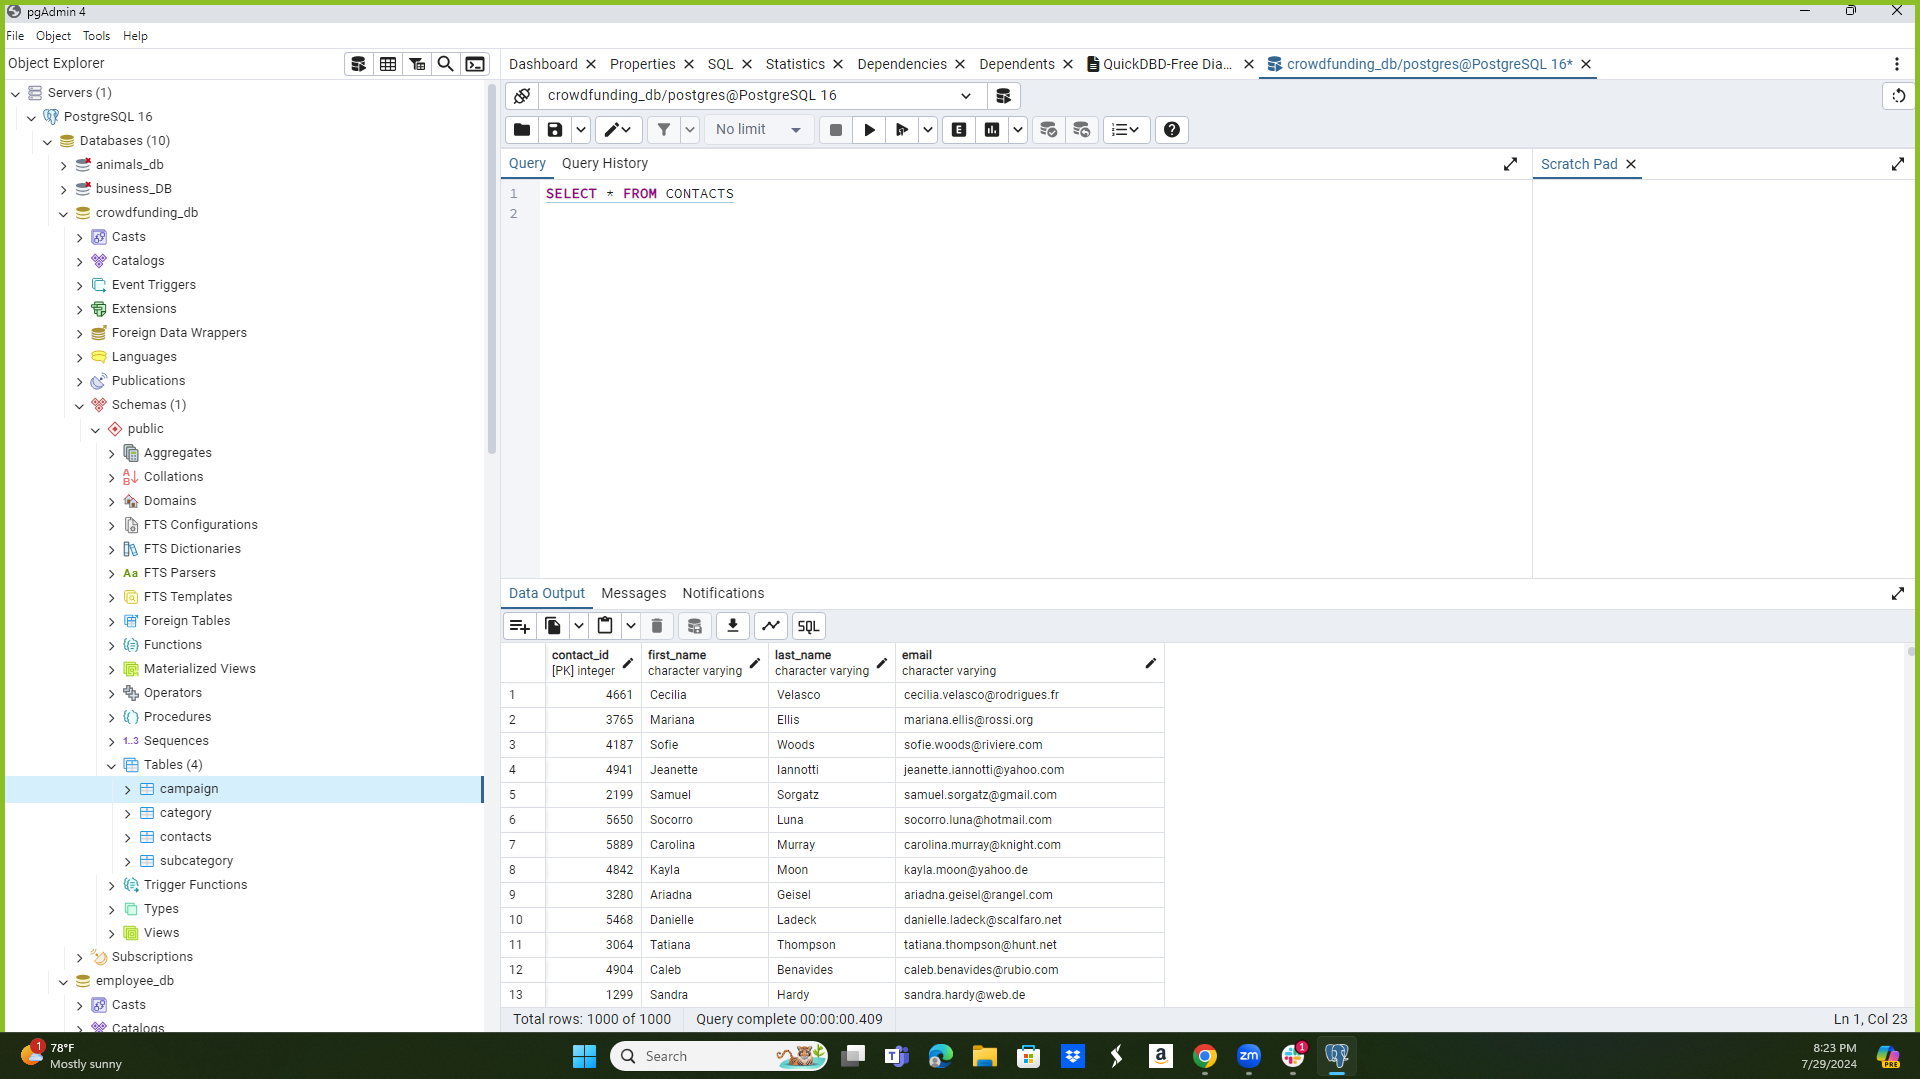 pgAdmin 4
File Object Tools Help
Object Explorer
Servers (1)
PostgreSQL 16
Databases (10)
animals_db
business_DB
crowdfunding_db
Casts
Catalogs
Event Triggers
Extensions
Foreign Data Wrappers
Languages
Publications
Schemas (1)
public
Aggregates
Collations
Domains
FTS Configurations
FTS Dictionaries
Aa FTS Parsers
FTS Templates
Foreign Tables
Functions
Materialized Views
Operators
Procedures
1..3 Sequences
Tables (4)
campaign
category
contacts
subcategory
Trigger Functions
Types
Views
Subscriptions
employee_db
Casts
Catalogs
Dashboard Properties SQL Statistics Dependencies Dependents QuickDBD-Free Dia... crowdfunding_db/postgres@PostgreSQL 16*
crowdfunding_db/postgres@PostgreSQL 16
No limit E
Query Query History
1 SELECT * FROM CONTACTS
2
Scratch Pad
Data Output Messages Notifications
SQL
contact_id first_name last_name email
[PK] integer character varying character varying character varying
1 4661 Cecilia Velasco cecilia.velasco@rodrigues.fr
2 3765 Mariana Ellis mariana.ellis@rossi.org
3 4187 Sofie Woods sofie.woods@riviere.com
4 4941 Jeanette Iannotti jeanette.iannotti@yahoo.com
5 2199 Samuel Sorgatz samuel.sorgatz@gmail.com
6 5650 Socorro Luna socorro.luna@hotmail.com
7 5889 Carolina Murray carolina.murray@knight.com
8 4842 Kayla Moon kayla.moon@yahoo.de
9 3280 Ariadna Geisel ariadna.geisel@rangel.com
10 5468 Danielle Ladeck danielle.ladeck@scalfaro.net
11 3064 Tatiana Thompson tatiana.thompson@hunt.net
12 4904 Caleb Benavides caleb.benavides@rubio.com
13 1299 Sandra Hardy sandra.hardy@web.de
Total rows: 1000 of 1000 Query complete 00:00:00.409 Ln 1, Col 23
1 78°F
Mostly sunny
Search
zm
1
8:23 PM
7/29/2024
PRE